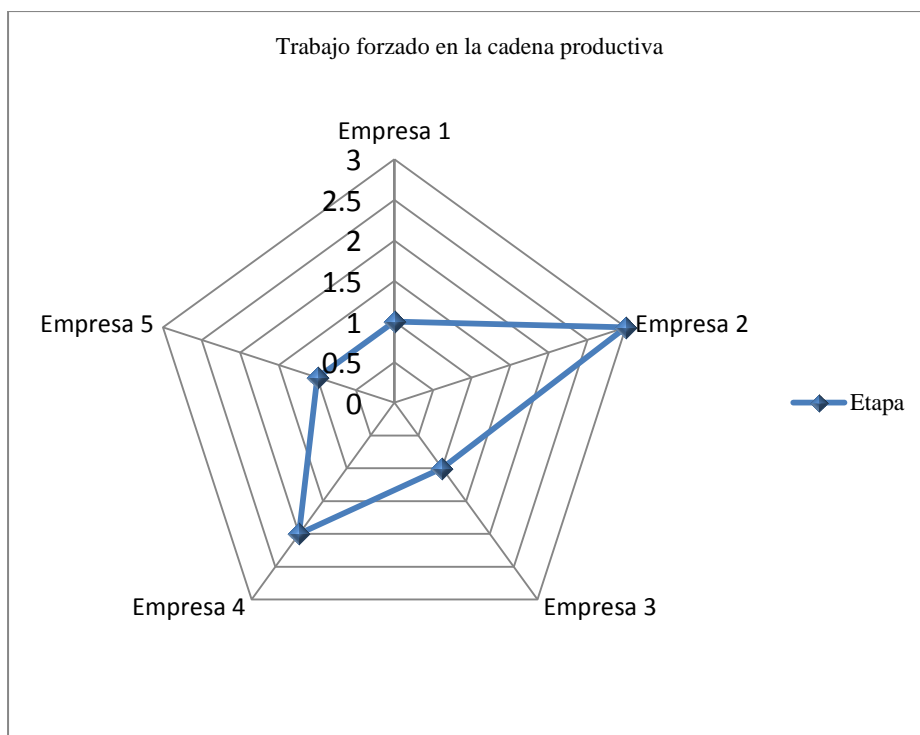 Trabajo forzado en la cadena productiva
Empresa 1
3
2.5
2
1.5
1
0.5
0
Empresa 2
Empresa 3
Empresa 4
Empresa 5
Etapa